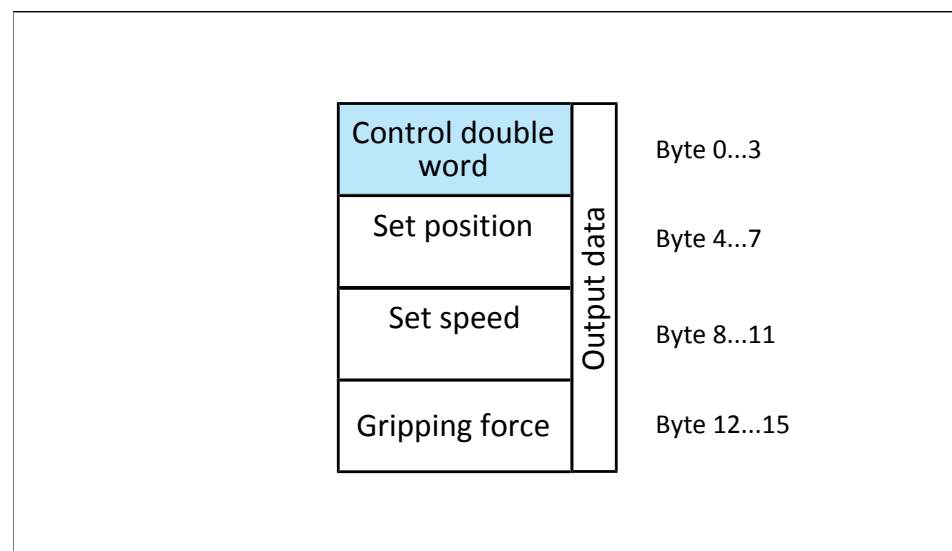 Control double
word
Byte 0...3
Set position
Byte 4...7
Set speed
Byte 8...11
Gripping force
Byte 12...15
Output data